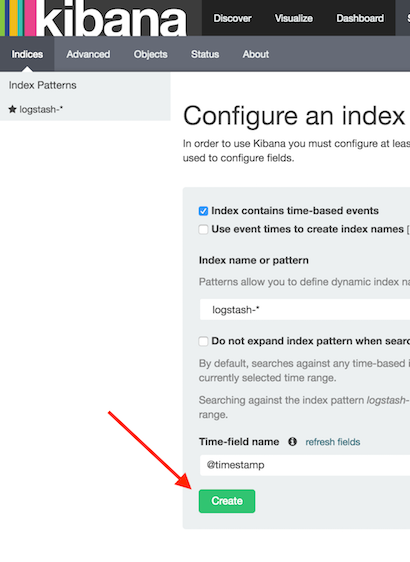 kibana
Discover Visualize Dashboard
Indices Advanced Objects Status About
Index Patterns
logstash-*
Configure an index
In order to use Kibana you must configure at leas
used to configure fields.
Index contains time-based events
Use event times to create index names [
Index name or pattern
Patterns allow you to define dynamic index na
logstash-*
Do not expand index pattern when searc
By default, searches against any time-based i
currently selected time range.
Searching against the index pattern logstash-
range.
Time-field name refresh fields
@timestamp
Create